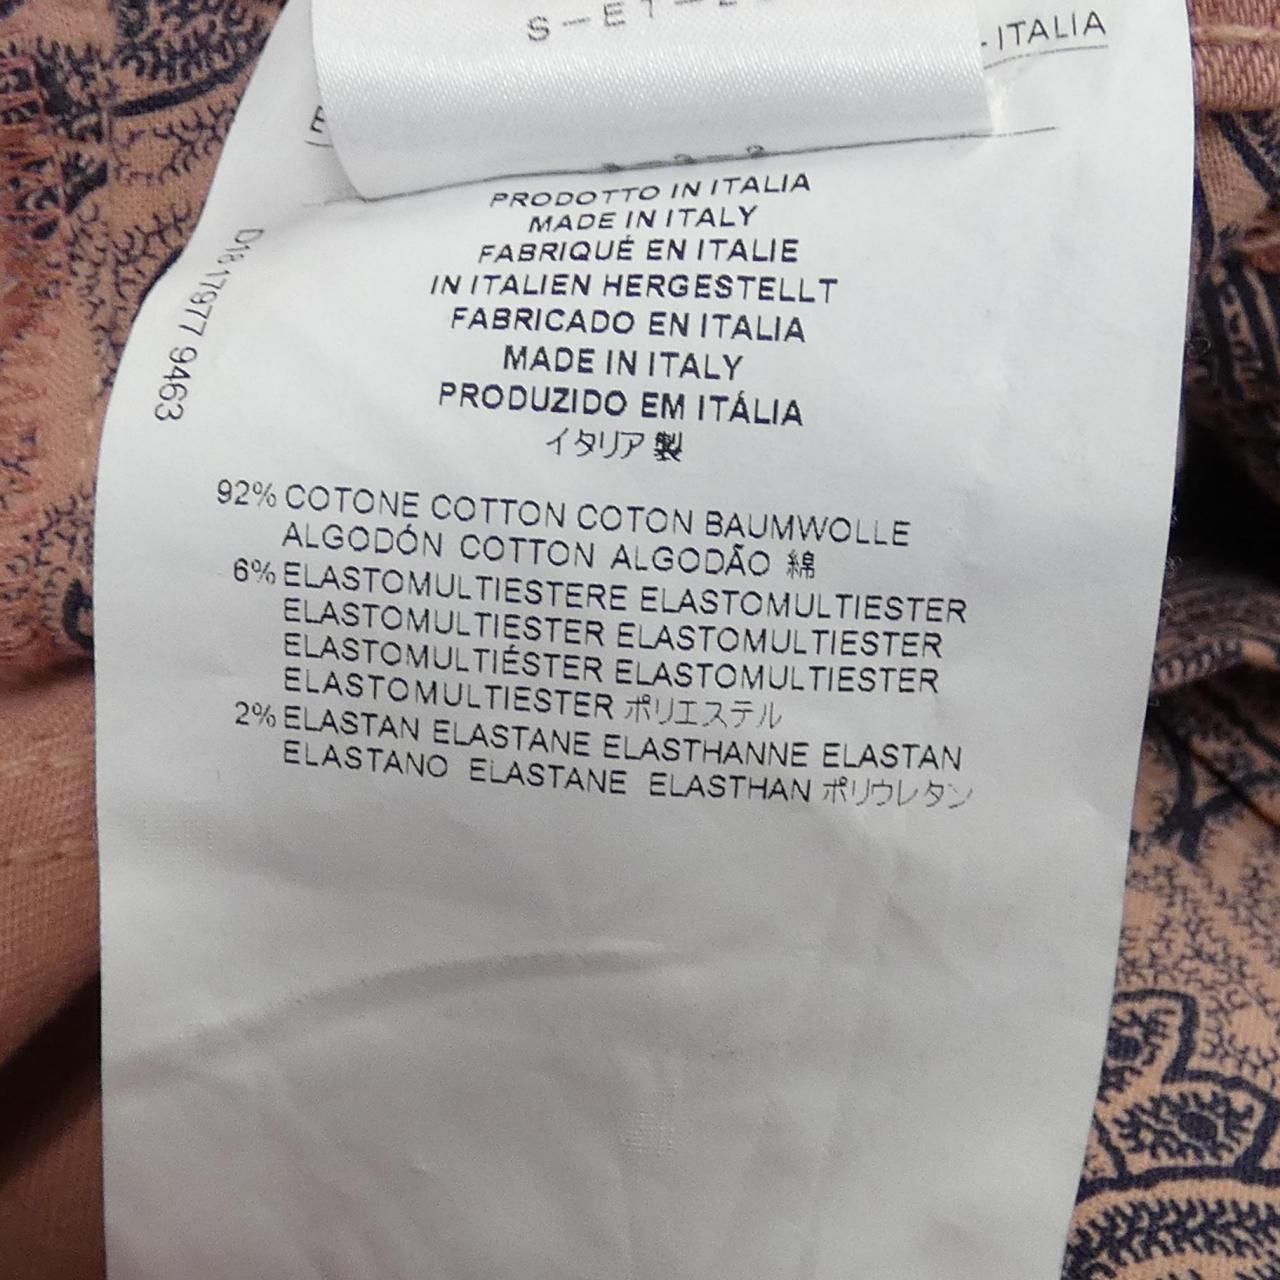 - ITALIA
PRODOTTO IN ITALIA
MADE IN ITALY
FABRIQUÉ EN ITALIE
IN ITALIEN HERGESTELLT
FABRICADO EN ITALIA
MADE IN ITALY
PRODUZIDO EM ITÁLIA
イタリア製
D1817977 9463
92% COTONE COTTON COTON BAUMWOLLE
ALGODÓN COTTON ALGODÃO 綿
6% ELASTOMULTIESTERE ELASTOMULTIESTER
ELASTOMULTIESTER ELASTOMULTIESTER
ELASTOMULTIÉSTER ELASTOMULTIESTER
ELASTOMULTIESTER ポリエステル
2% ELASTAN ELASTANE ELASTHANNE ELASTAN
ELASTANO ELASTANE ELASTHAN ポリウレタン